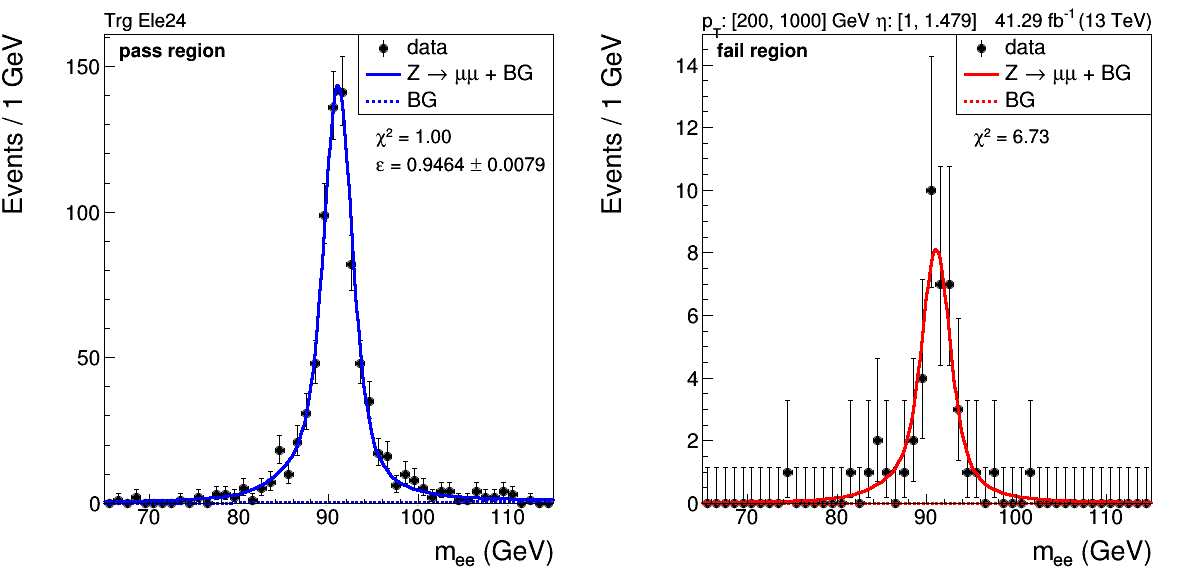 Trg Ele24
pass region
data
Z → μμ + BG
BG
χ² = 1.00
ε = 0.9464 ± 0.0079
Events / 1 GeV
150
100
50
0
70 80 90 100 110
m_ee (GeV)
p_T: [200, 1000] GeV η: [1, 1.479] 41.29 fb⁻¹ (13 TeV)
fail region
data
Z → μμ + BG
BG
χ² = 6.73
Events / 1 GeV
14
12
10
8
6
4
2
0
70 80 90 100 110
m_ee (GeV)